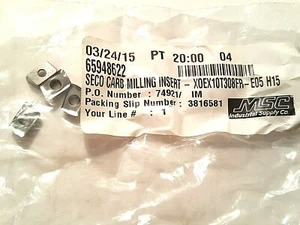 03/24/15 PT 20:00 04
65948622
SECO CARB MILLING INSERT - XOEX10T308FR-E05 H15
P.O. Number : 74921/ IM
Packing Slip Number : 3816581
Your Line # : 1
MSC
Industrial Supply Co.